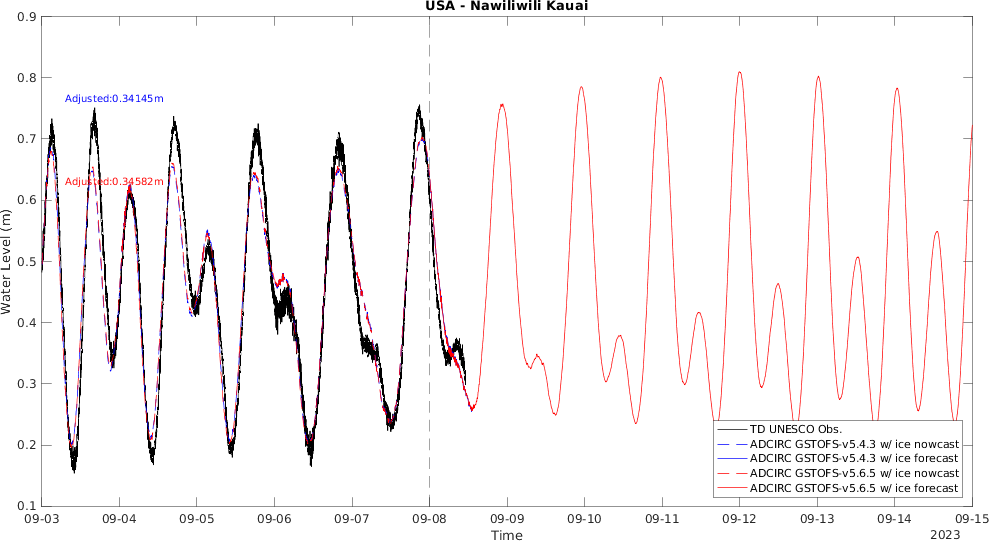 USA - Nawiliwili Kauai
0.9
0.8
0.7
0.6
0.5
0.4
0.3
0.2
0.1
Water Level (m)
Adjusted:0.34145m
Adjusted:0.34582m
TD UNESCO Obs.
ADCIRC GSTOFS-v5.4.3 w/ ice nowcast
ADCIRC GSTOFS-v5.4.3 w/ ice forecast
ADCIRC GSTOFS-v5.6.5 w/ ice nowcast
ADCIRC GSTOFS-v5.6.5 w/ ice forecast
09-03 09-04 09-05 09-06 09-07 09-08 09-09 09-10 09-11 09-12 09-13 09-14 09-15
Time
2023